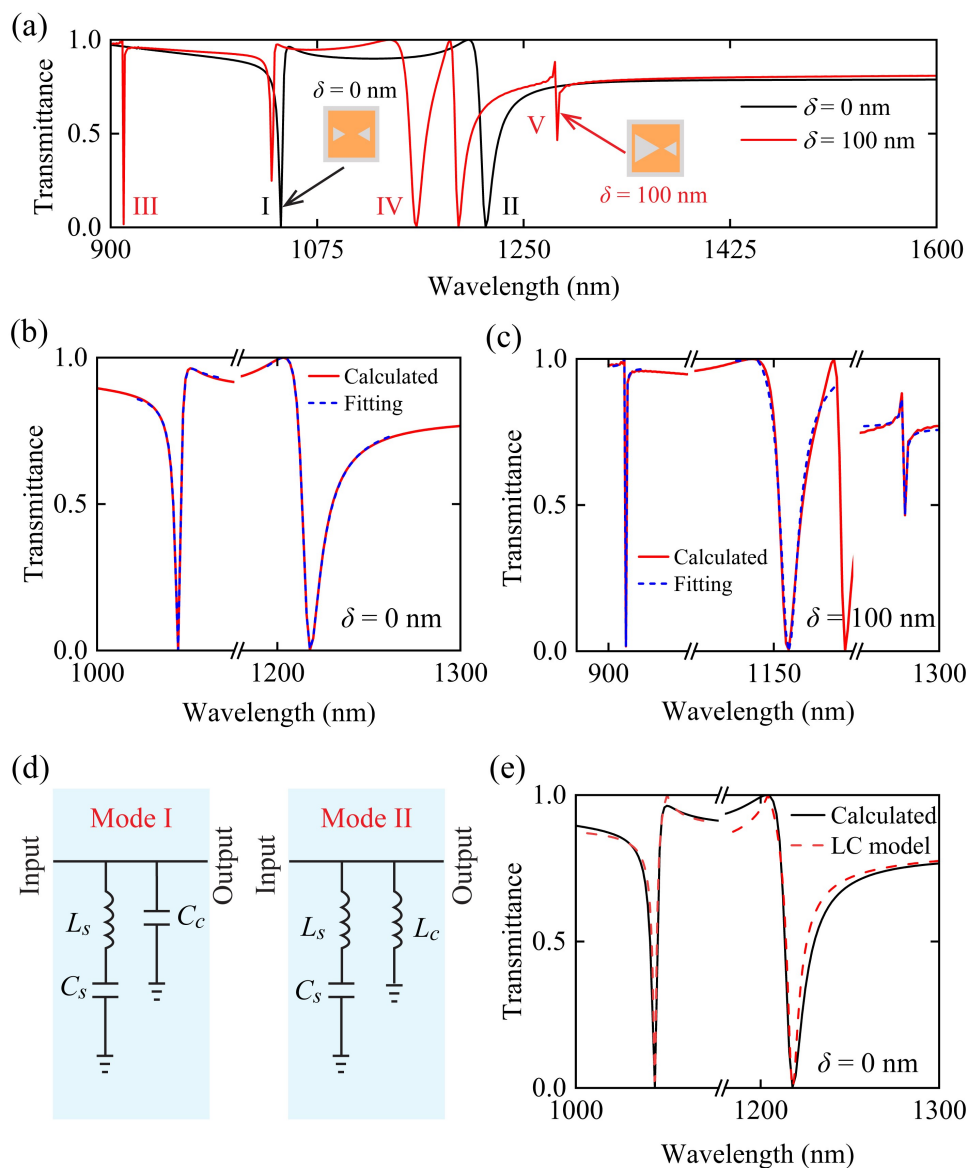 (a)
Transmittance
1.0
0.5
0.0
δ = 0 nm
δ = 0 nm
δ = 100 nm
III
I
IV
II
V
δ = 100 nm
900
1075
1250
1425
1600
Wavelength (nm)
(b)
Transmittance
1.0
0.5
0.0
Calculated
Fitting
δ = 0 nm
1000
1200
1300
Wavelength (nm)
(c)
Transmittance
1.0
0.5
0.0
Calculated
Fitting
δ = 100 nm
900
1150
1300
Wavelength (nm)
(d)
Input
Mode I
Output
Ls
Cc
Cs
Input
Mode II
Output
Ls
Lc
Cs
(e)
Transmittance
1.0
0.5
0.0
Calculated
LC model
δ = 0 nm
1000
1200
1300
Wavelength (nm)